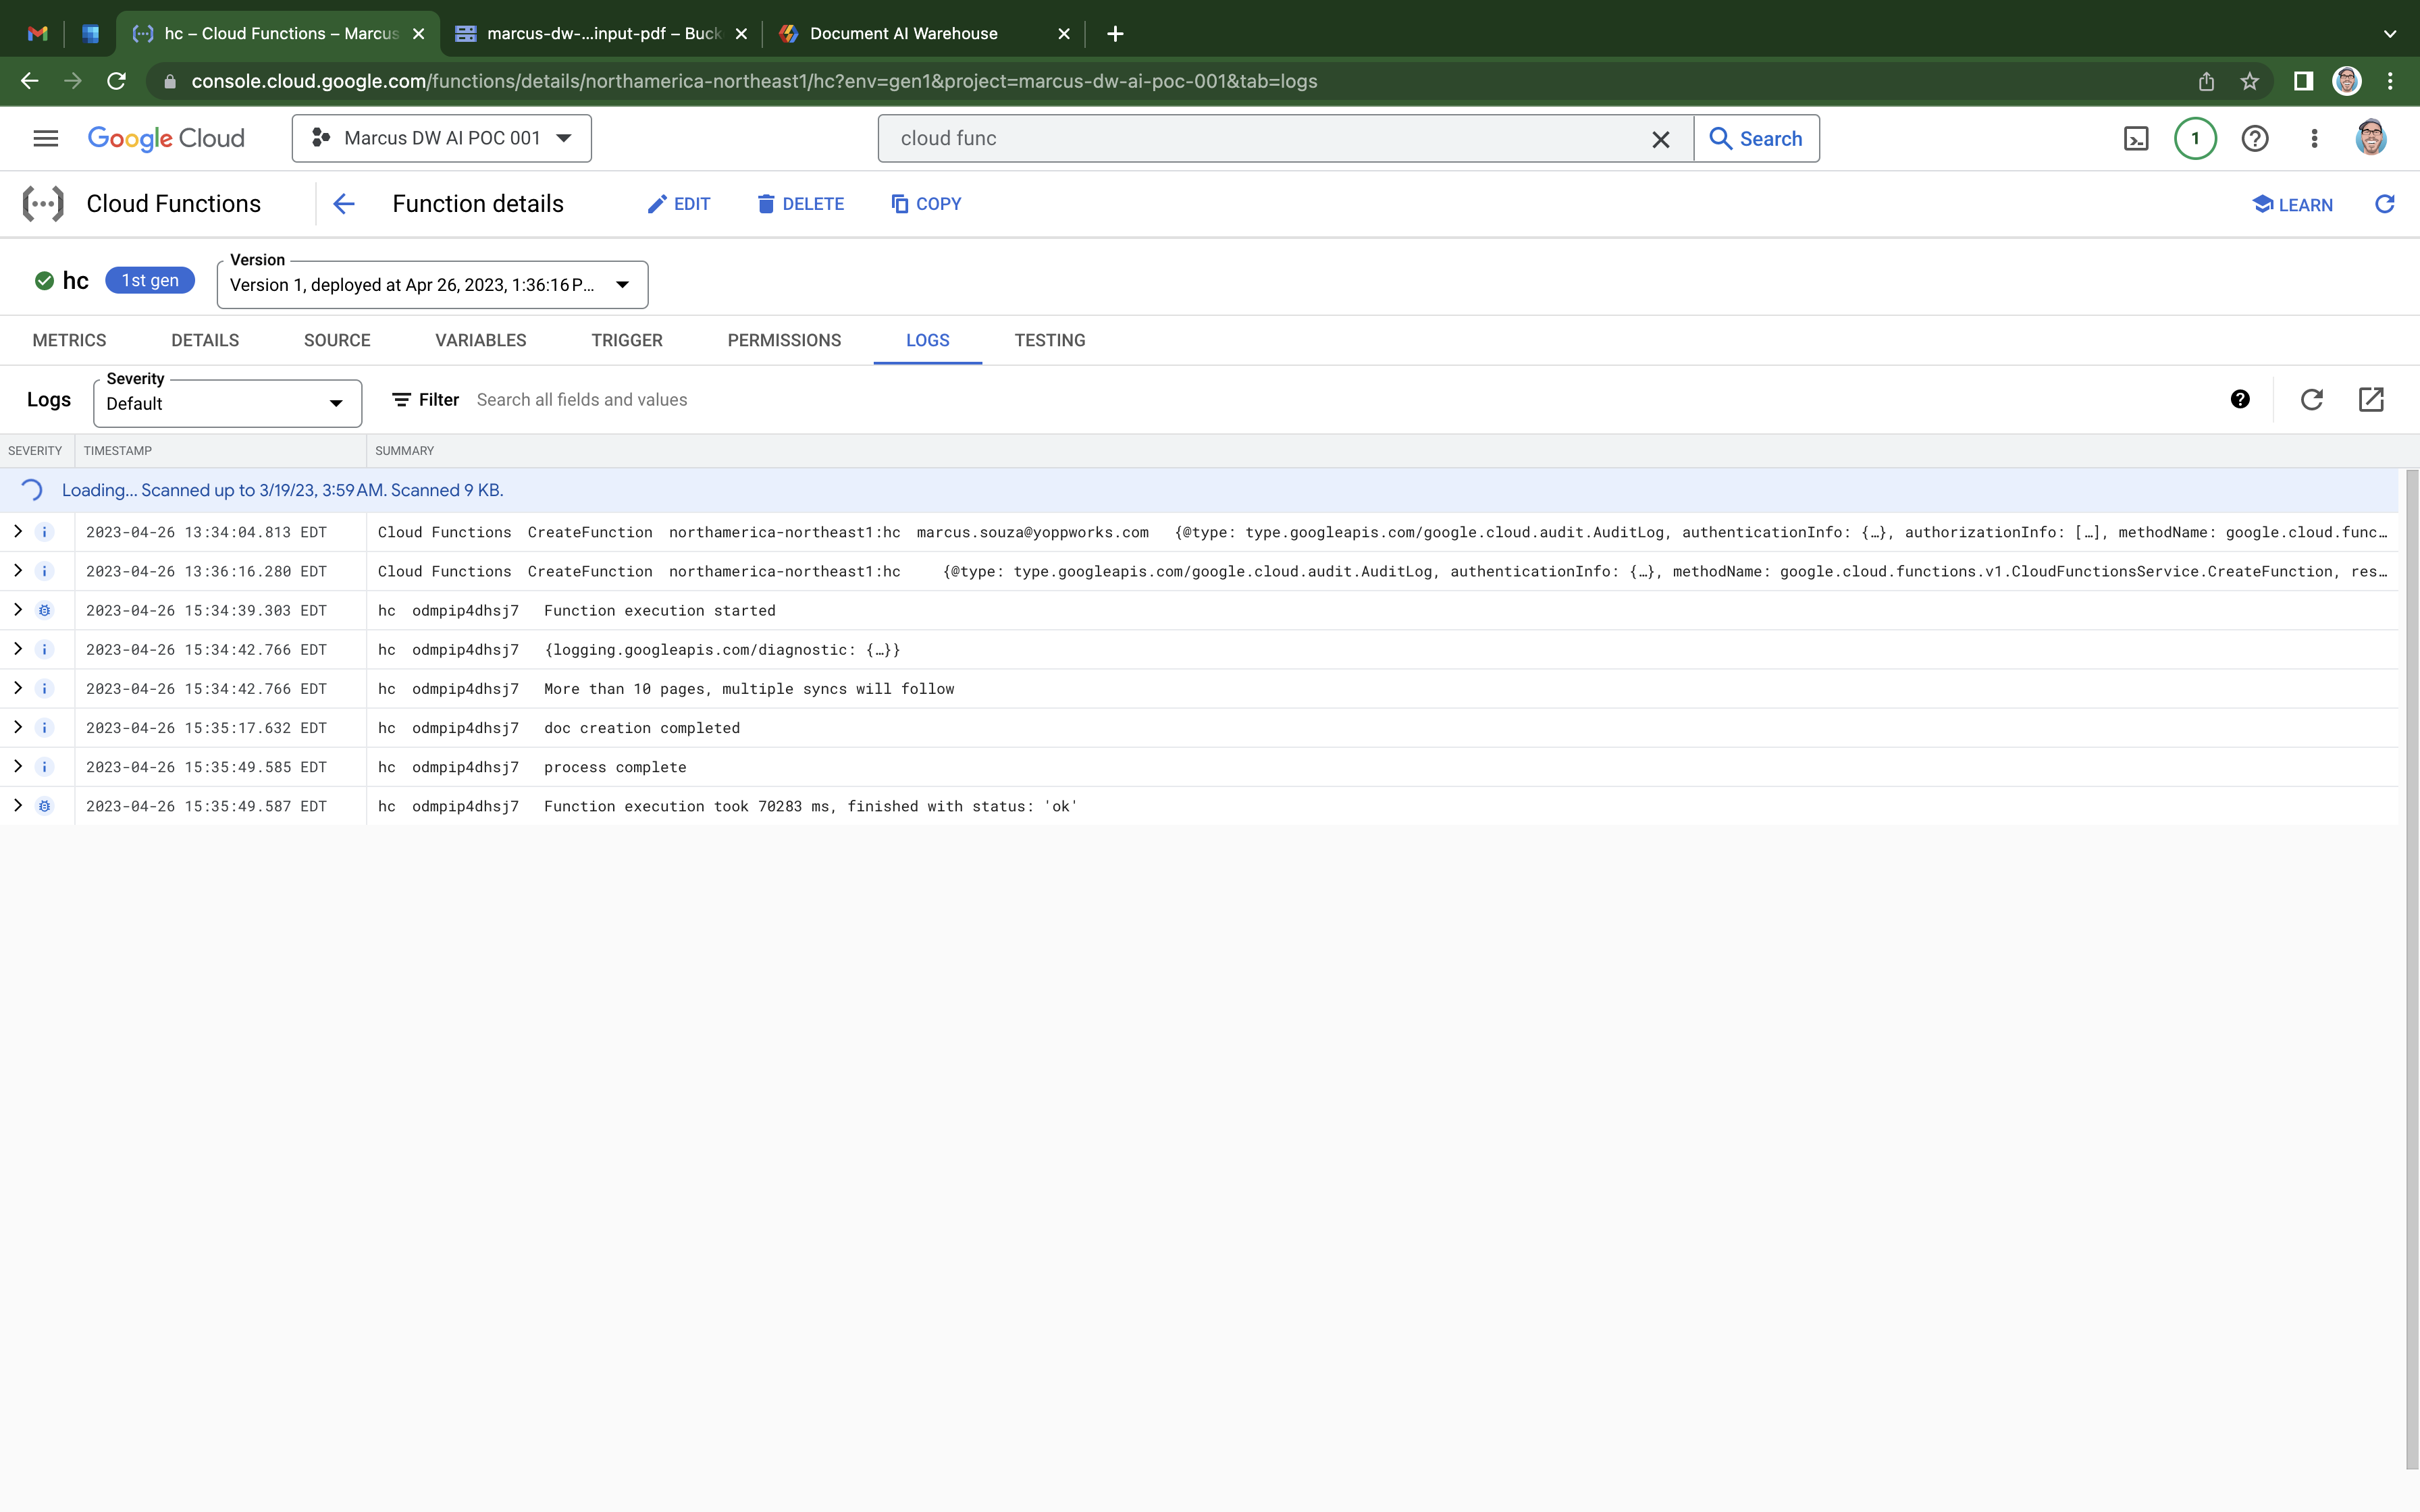 hc – Cloud Functions – Marcus
marcus-dw-...input-pdf – Buck
Document AI Warehouse
console.cloud.google.com/functions/details/northamerica-northeast1/hc?env=gen1&project=marcus-dw-ai-poc-001&tab=logs
Google Cloud
Marcus DW AI POC 001
cloud func
Search
1
Cloud Functions
Function details
EDIT
DELETE
COPY
LEARN
hc
1st gen
Version
Version 1, deployed at Apr 26, 2023, 1:36:16 P...
METRICS
DETAILS
SOURCE
VARIABLES
TRIGGER
PERMISSIONS
LOGS
TESTING
Logs
Severity
Default
Filter
Search all fields and values
SEVERITY
TIMESTAMP
SUMMARY
Loading... Scanned up to 3/19/23, 3:59 AM. Scanned 9 KB.
2023-04-26 13:34:04.813 EDT Cloud Functions CreateFunction northamerica-northeast1:hc marcus.souza@yoppworks.com {@type: type.googleapis.com/google.cloud.audit.AuditLog, authenticationInfo: {…}, authorizationInfo: […], methodName: google.cloud.func…
2023-04-26 13:36:16.280 EDT Cloud Functions CreateFunction northamerica-northeast1:hc {@type: type.googleapis.com/google.cloud.audit.AuditLog, authenticationInfo: {…}, methodName: google.cloud.functions.v1.CloudFunctionsService.CreateFunction, res…
2023-04-26 15:34:39.303 EDT hc odmpip4dhsj7 Function execution started
2023-04-26 15:34:42.766 EDT hc odmpip4dhsj7 {logging.googleapis.com/diagnostic: {…}}
2023-04-26 15:34:42.766 EDT hc odmpip4dhsj7 More than 10 pages, multiple syncs will follow
2023-04-26 15:35:17.632 EDT hc odmpip4dhsj7 doc creation completed
2023-04-26 15:35:49.585 EDT hc odmpip4dhsj7 process complete
2023-04-26 15:35:49.587 EDT hc odmpip4dhsj7 Function execution took 70283 ms, finished with status: 'ok'